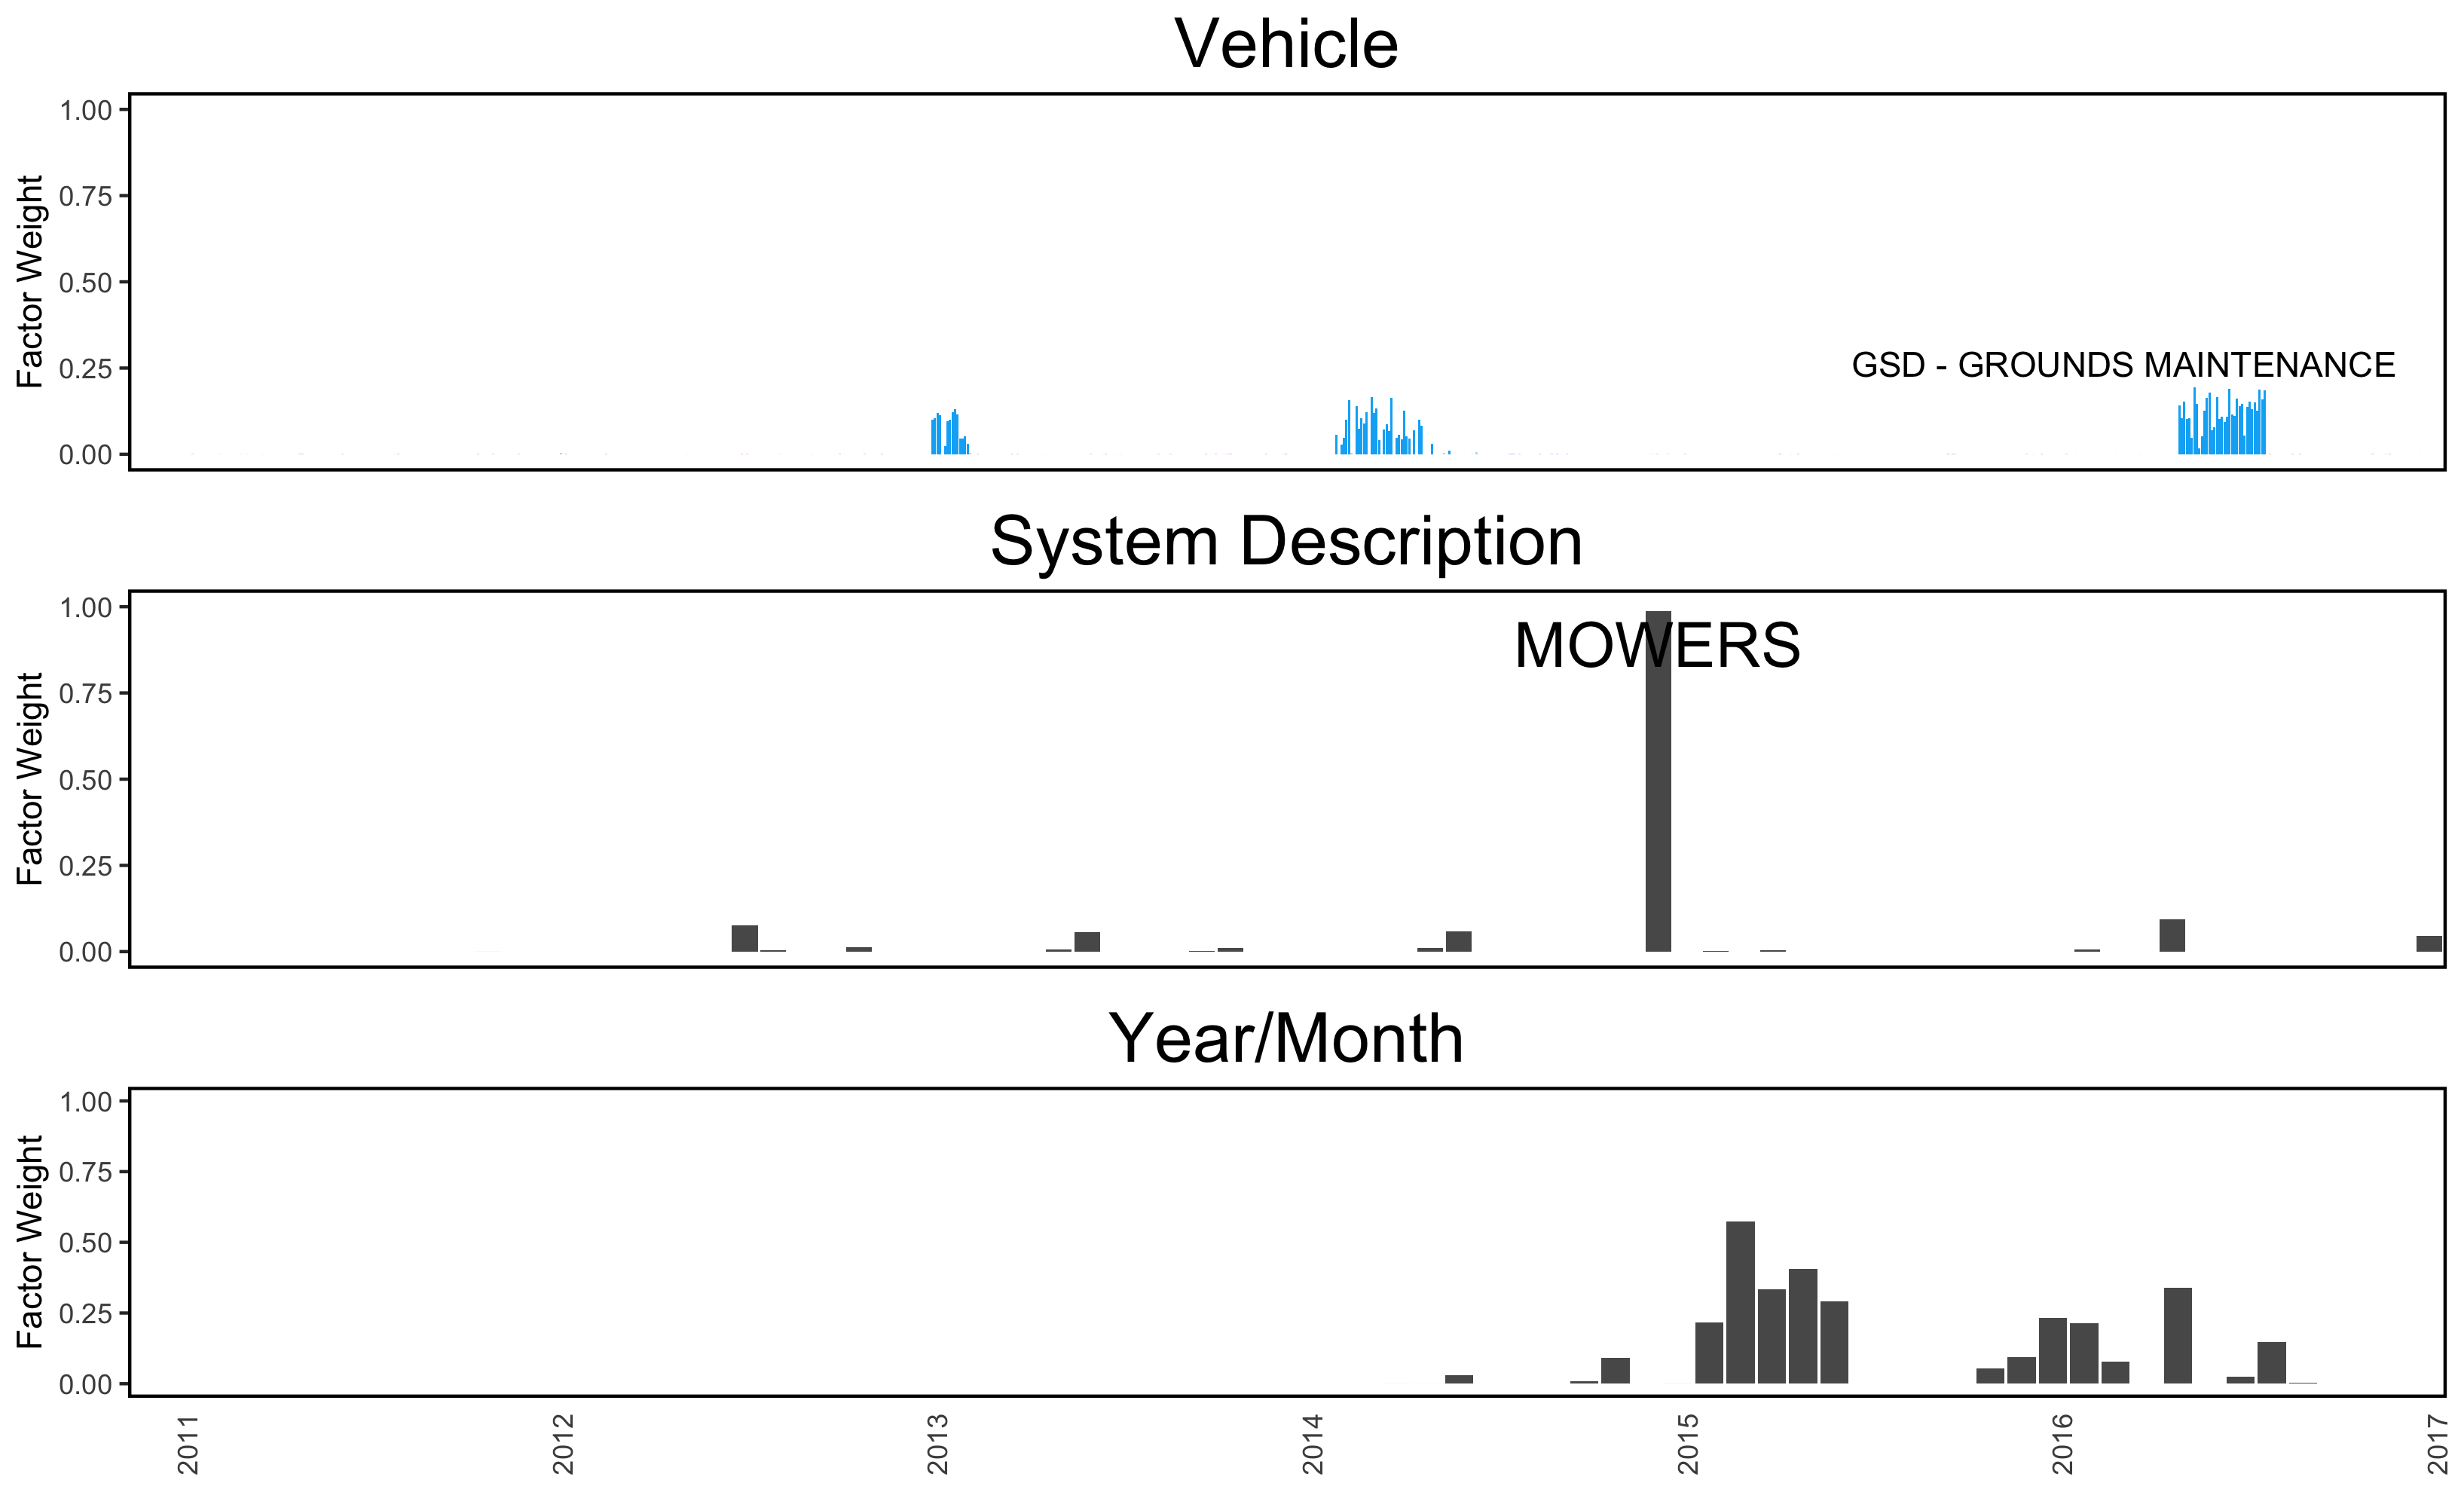 Vehicle
Factor Weight
1.00
0.75
0.50
0.25
0.00
GSD - GROUNDS MAINTENANCE
System Description
Factor Weight
1.00
0.75
0.50
0.25
0.00
MOWERS
Year/Month
Factor Weight
1.00
0.75
0.50
0.25
0.00
2011
2012
2013
2014
2015
2016
2017